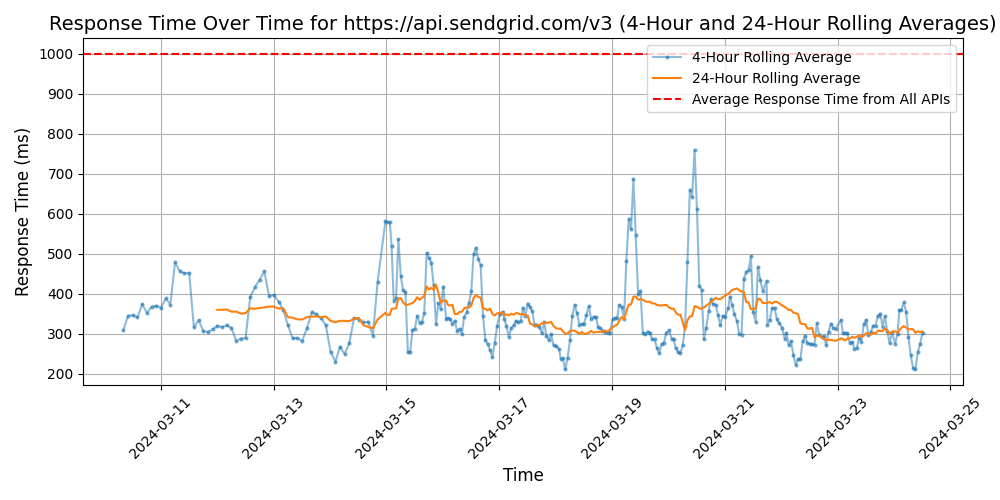 Response Time Over Time for https://api.sendgrid.com/v3 (4-Hour and 24-Hour Rolling Averages)
4-Hour Rolling Average
24-Hour Rolling Average
Average Response Time from All APIs
Response Time (ms)
1000
900
800
700
600
500
400
300
200
2024-03-11
2024-03-13
2024-03-15
2024-03-17
2024-03-19
2024-03-21
2024-03-23
2024-03-25
Time